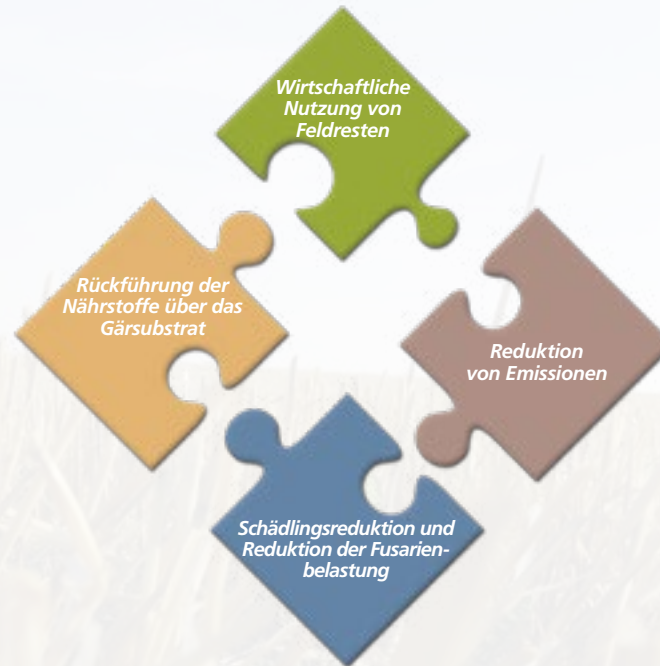 Wirtschaftliche
Nutzung von
Feldresten
Rückführung der
Nährstoffe über das
Gärsubstrat
Reduktion
von Emissionen
Schädlingsreduktion und
Reduktion der Fusarien-
belastung